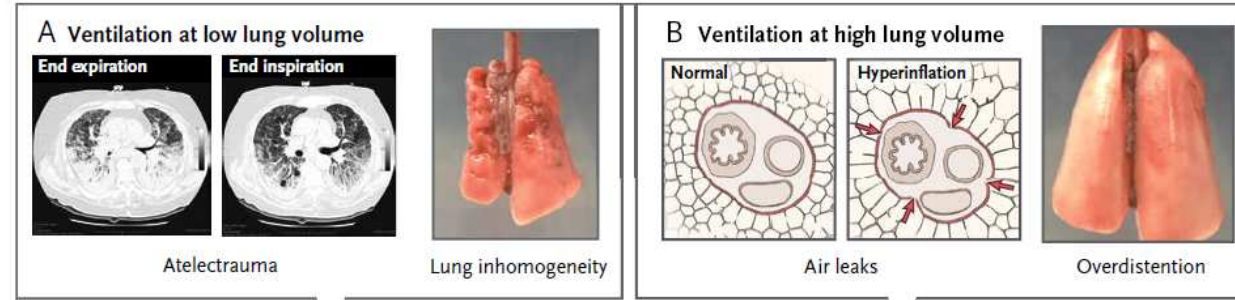 A Ventilation at low lung volume
End expiration
End inspiration
Atelectrauma
Lung inhomogeneity
B Ventilation at high lung volume
Normal
Hyperinflation
Air leaks
Overdistention